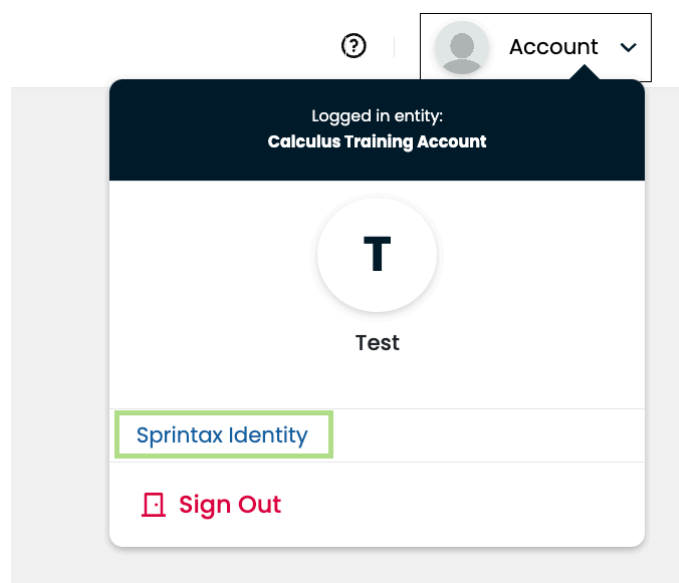 Account
Logged in entity:
Calculus Training Account
T
Test
Sprintax Identity
Sign Out